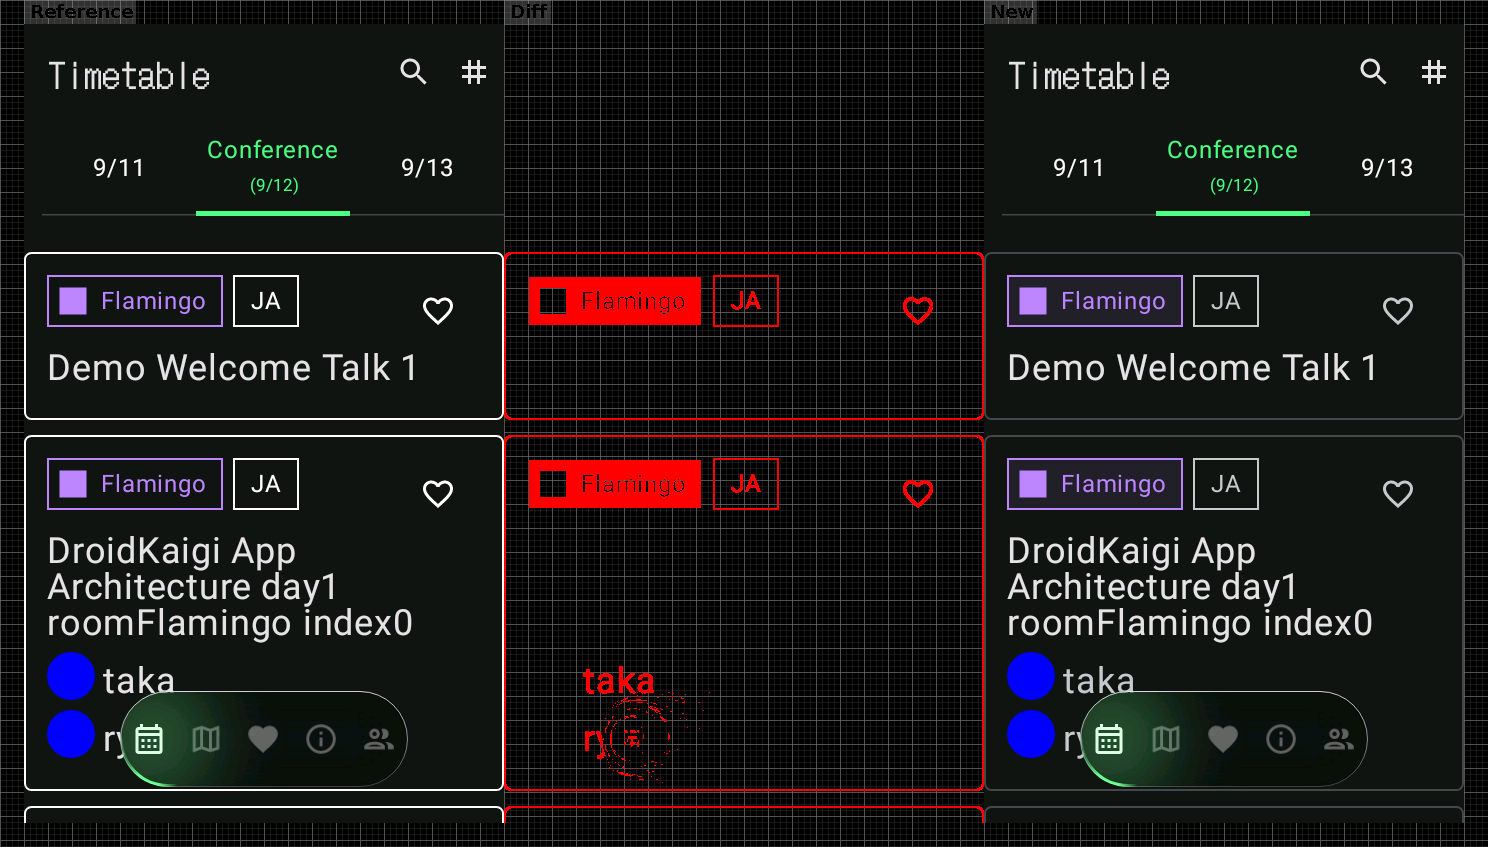 Reference
Diff
New
Timetable
9/11
Conference
(9/12)
9/13
Flamingo
JA
Demo Welcome Talk 1
Flamingo
JA
DroidKaigi App
Architecture day1
roomFlamingo index0
taka
ry
Flamingo
JA
Flamingo
JA
taka
ry
Timetable
9/11
Conference
(9/12)
9/13
Flamingo
JA
Demo Welcome Talk 1
Flamingo
JA
DroidKaigi App
Architecture day1
roomFlamingo index0
taka
ry